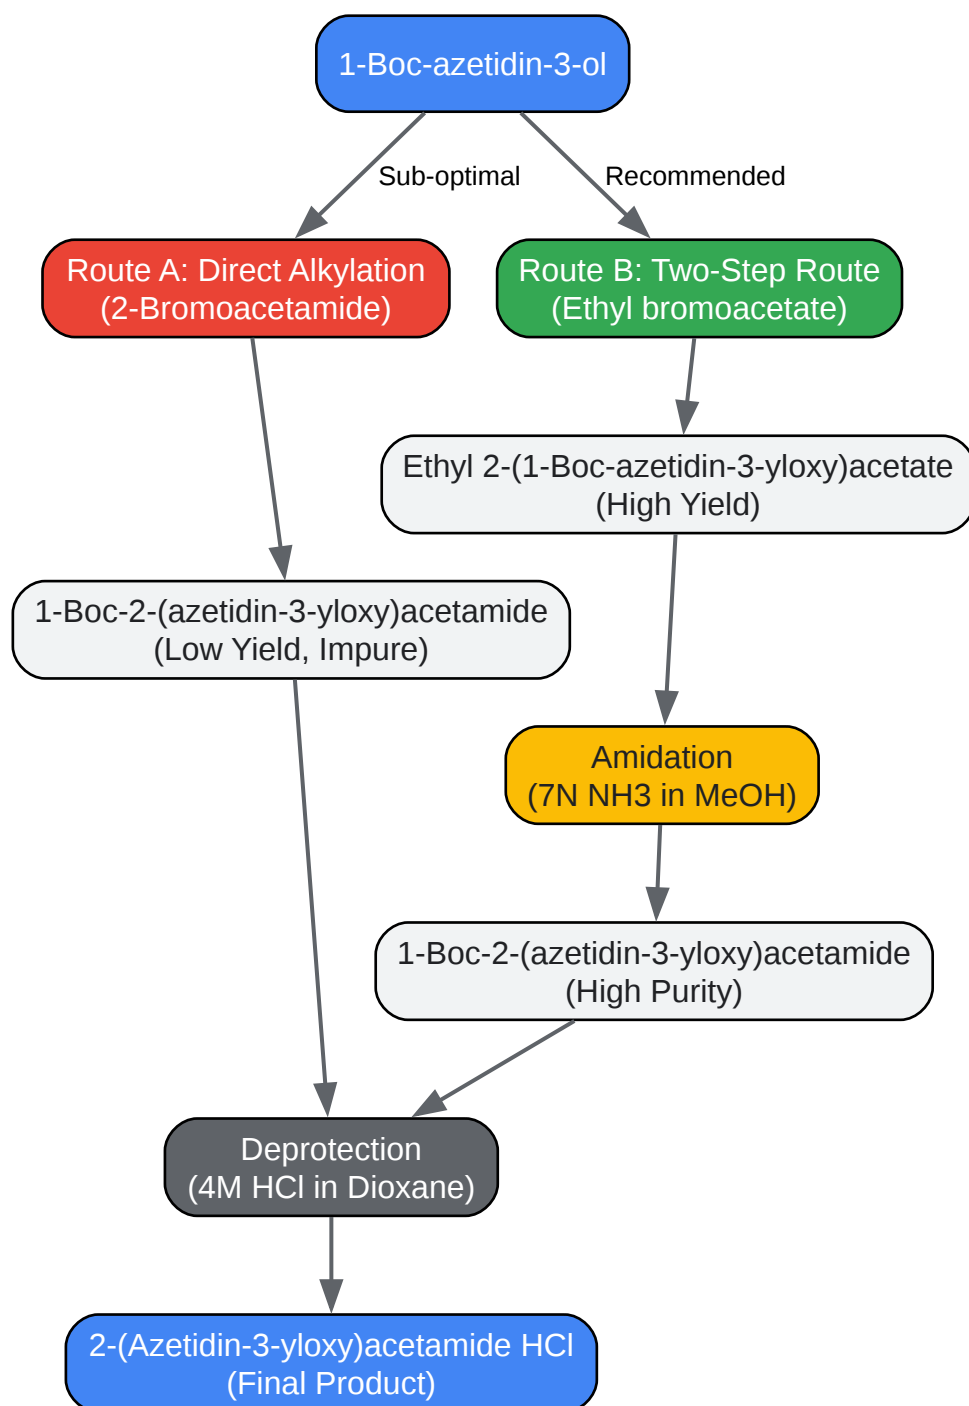 1-Boc-azetidin-3-ol
Sub-optimal
Recommended
Route A: Direct Alkylation
(2-Bromoacetamide)
Route B: Two-Step Route
(Ethyl bromoacetate)
Ethyl 2-(1-Boc-azetidin-3-yloxy)acetate
(High Yield)
1-Boc-2-(azetidin-3-yloxy)acetamide
(Low Yield, Impure)
Amidation
(7N NH3 in MeOH)
1-Boc-2-(azetidin-3-yloxy)acetamide
(High Purity)
Deprotection
(4M HCl in Dioxane)
2-(Azetidin-3-yloxy)acetamide HCl
(Final Product)